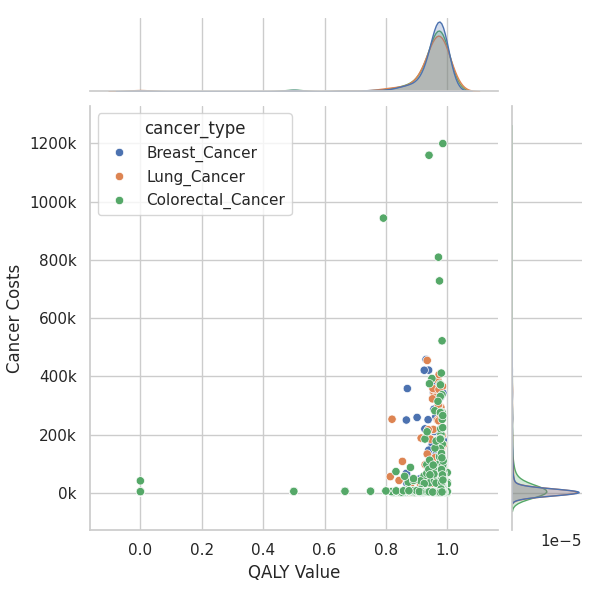 cancer_type
Breast_Cancer
Lung_Cancer
Colorectal_Cancer
1200k
1000k
800k
600k
400k
200k
0k
Cancer Costs
0.0 0.2 0.4 0.6 0.8 1.0
QALY Value
1e−5